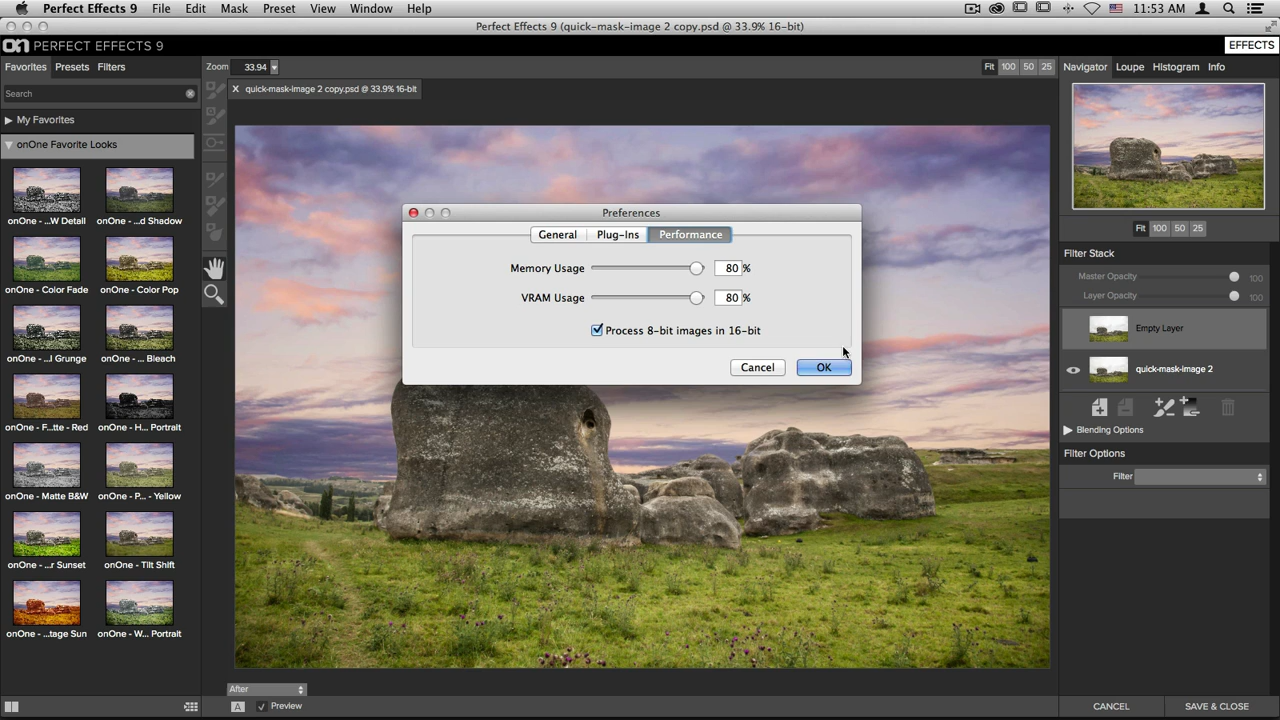 Perfect Effects 9 File Edit Mask Preset View Window Help 11:53 AM
Perfect Effects 9 (quick-mask-image 2 copy.psd @ 33.9% 16-bit)
on PERFECT EFFECTS 9 EFFECTS
Favorites Presets Filters
Zoom 33.94 Fit 100 50 25
Navigator Loupe Histogram Info
Search
X quick-mask-image 2 copy.psd @ 33.9% 16-bit
My Favorites
onOne Favorite Looks
onOne - ...W Detail onOne - ...d Shadow
onOne - Color Fade onOne - Color Pop
onOne - ...l Grunge onOne - ... Bleach
onOne - F...tte - Red onOne - H... Portrait
onOne - Matte B&W onOne - P... - Yellow
onOne - ...r Sunset onOne - Tilt Shift
onOne - ...tage Sun onOne - W... Portrait
Preferences
General Plug-Ins Performance
Memory Usage 80 %
VRAM Usage 80 %
Process 8-bit images in 16-bit
Cancel OK
Fit 100 50 25
Filter Stack
Master Opacity 100
Layer Opacity 100
Empty Layer
quick-mask-image 2
Blending Options
Filter Options
Filter
After
A Preview
CANCEL SAVE & CLOSE